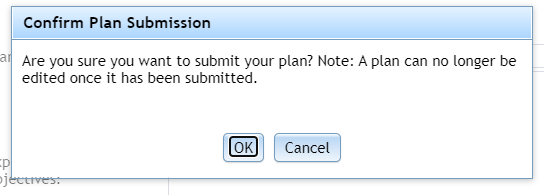 Confirm Plan Submission
Are you sure you want to submit your plan? Note: A plan can no longer be
edited once it has been submitted.
OK Cancel